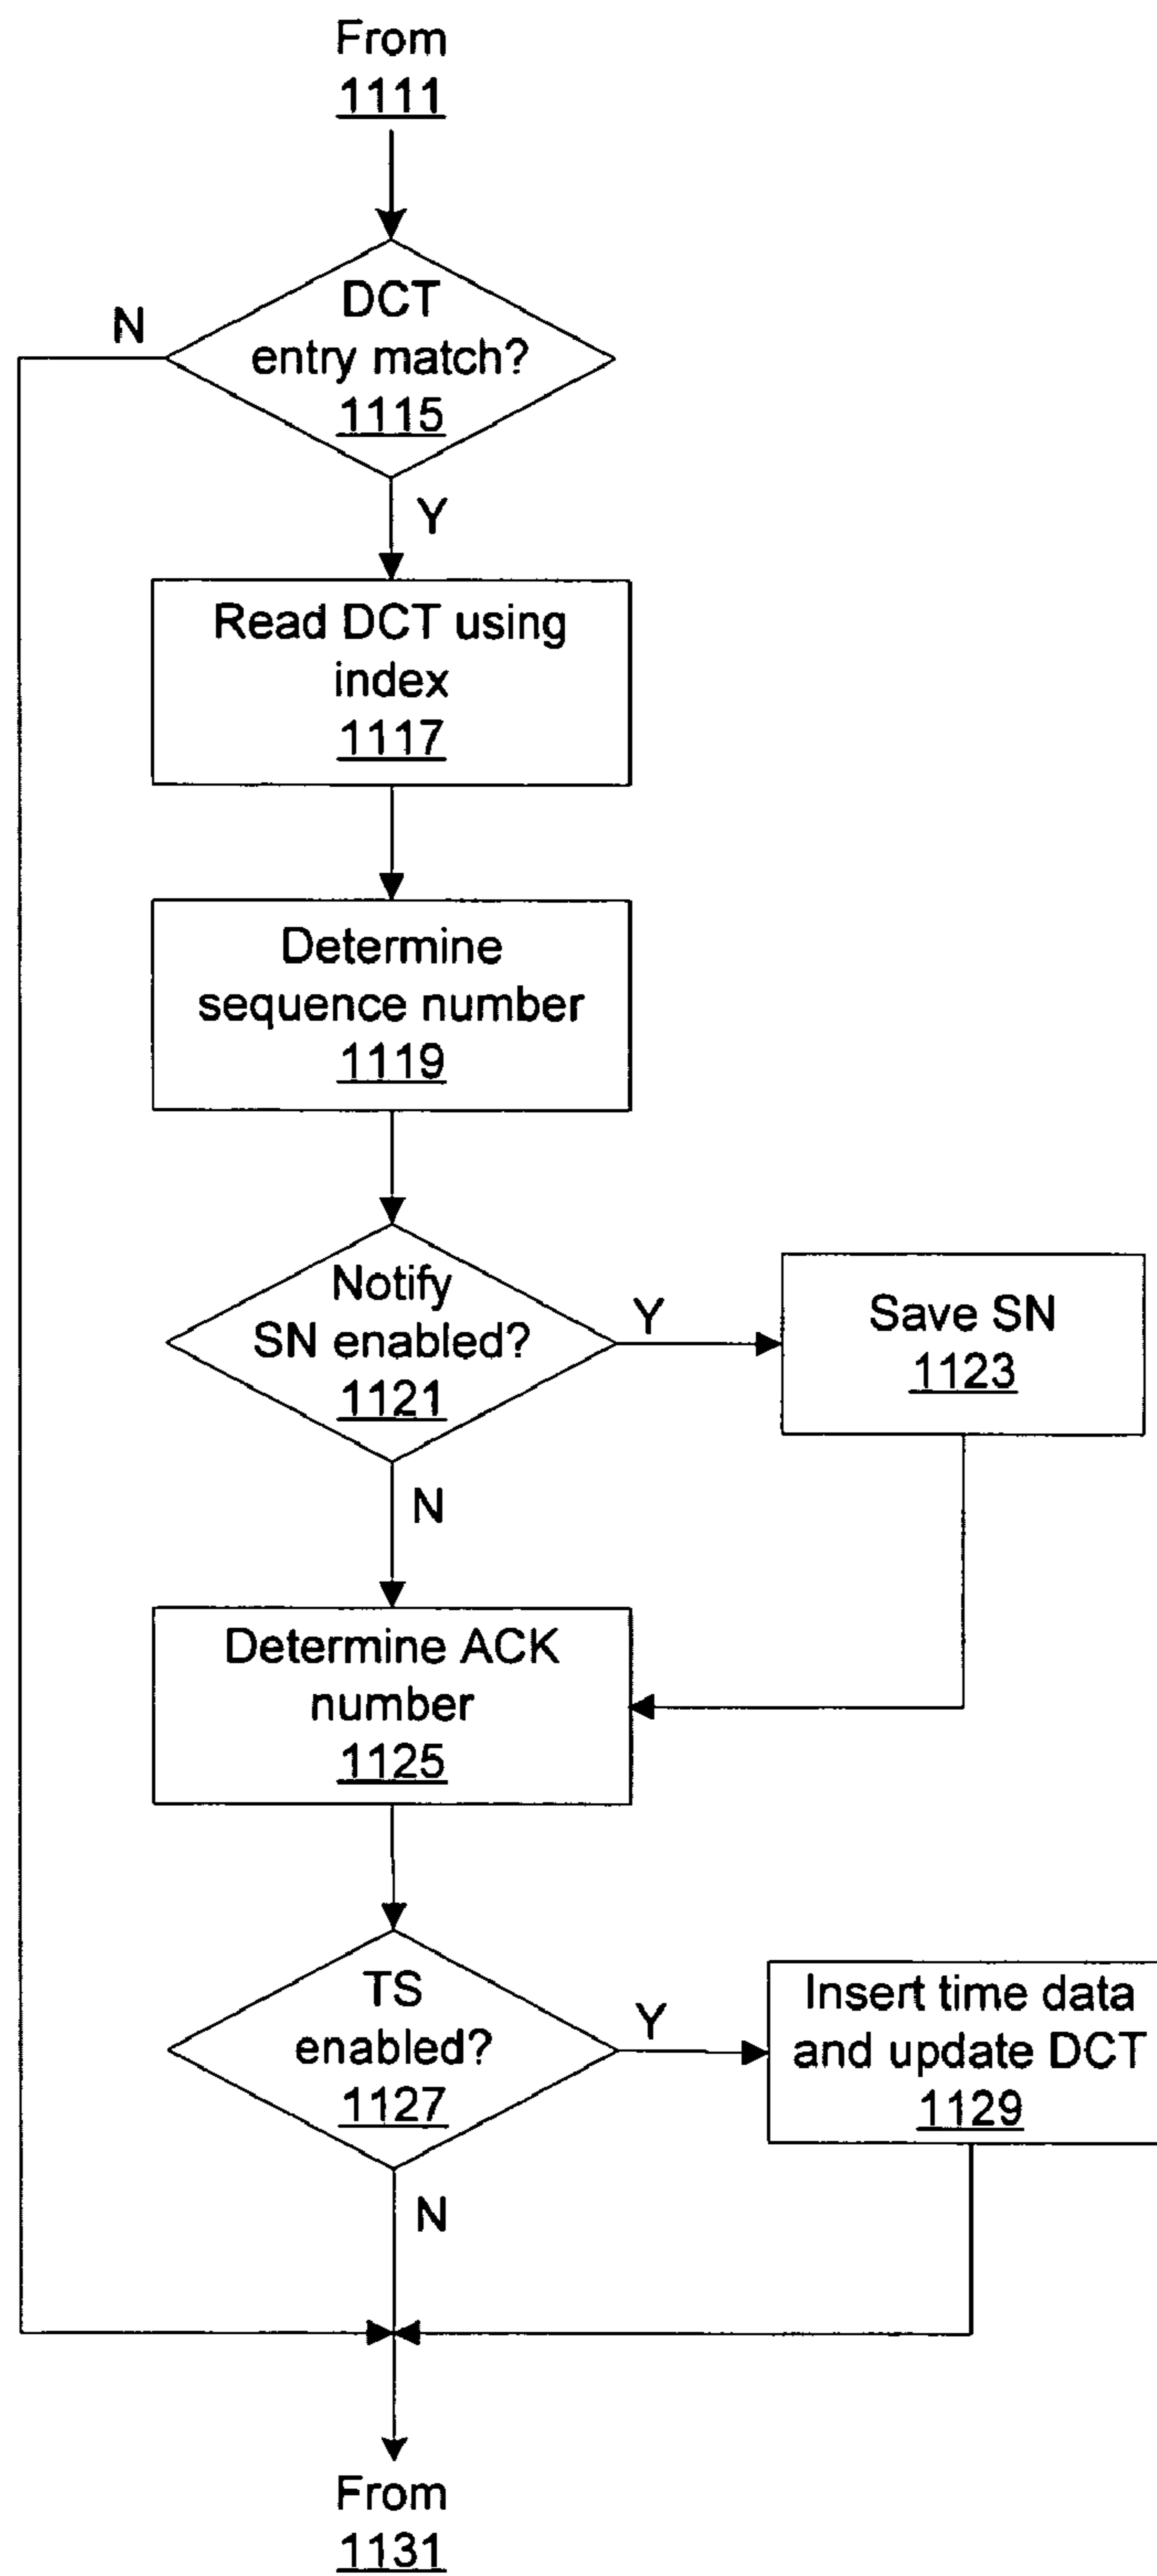 From
1111
DCT
entry match?
1115
N
Y
Read DCT using
index
1117
Determine
sequence number
1119
Notify
SN enabled?
1121
Y
Save SN
1123
N
Determine ACK
number
1125
TS
enabled?
1127
Y
Insert time data
and update DCT
1129
N
From
1131